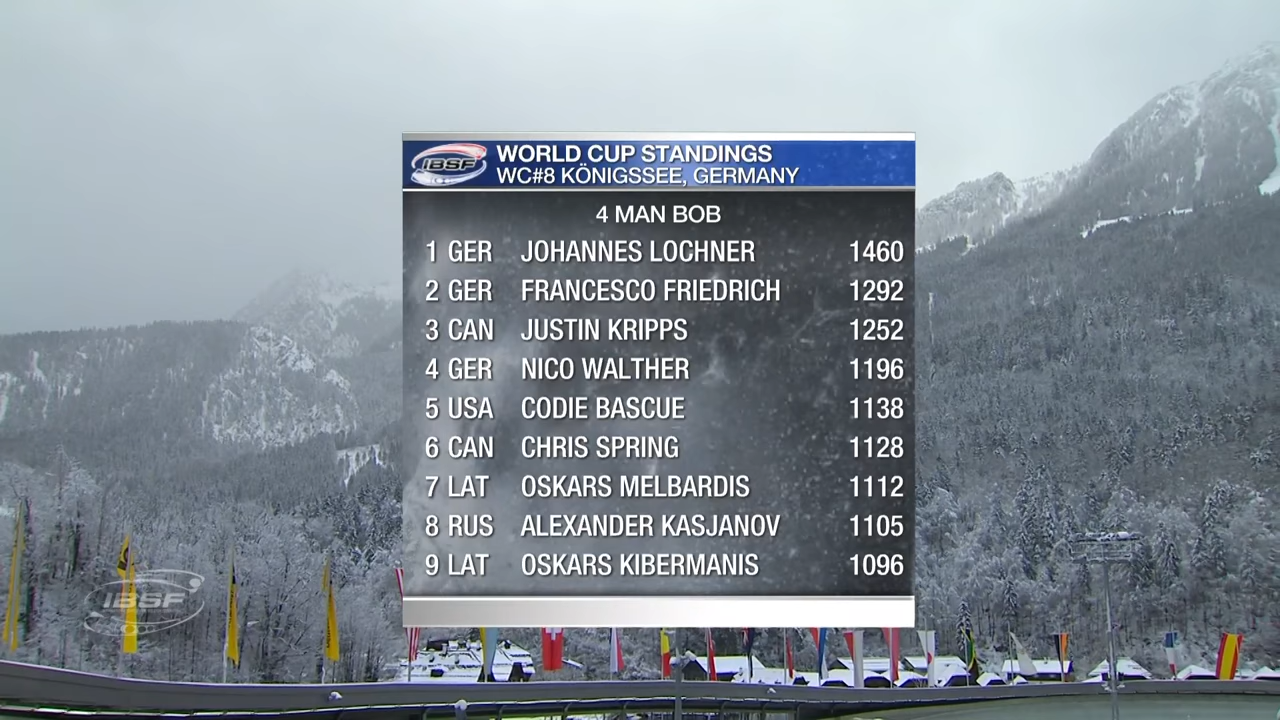 IBSF
WORLD CUP STANDINGS
WC#8 KÖNIGSSEE, GERMANY
4 MAN BOB
1 GER JOHANNES LOCHNER 1460
2 GER FRANCESCO FRIEDRICH 1292
3 CAN JUSTIN KRIPPS 1252
4 GER NICO WALTHER 1196
5 USA CODIE BASCUE 1138
6 CAN CHRIS SPRING 1128
7 LAT OSKARS MELBARDIS 1112
8 RUS ALEXANDER KASJANOV 1105
9 LAT OSKARS KIBERMANIS 1096
IBSF